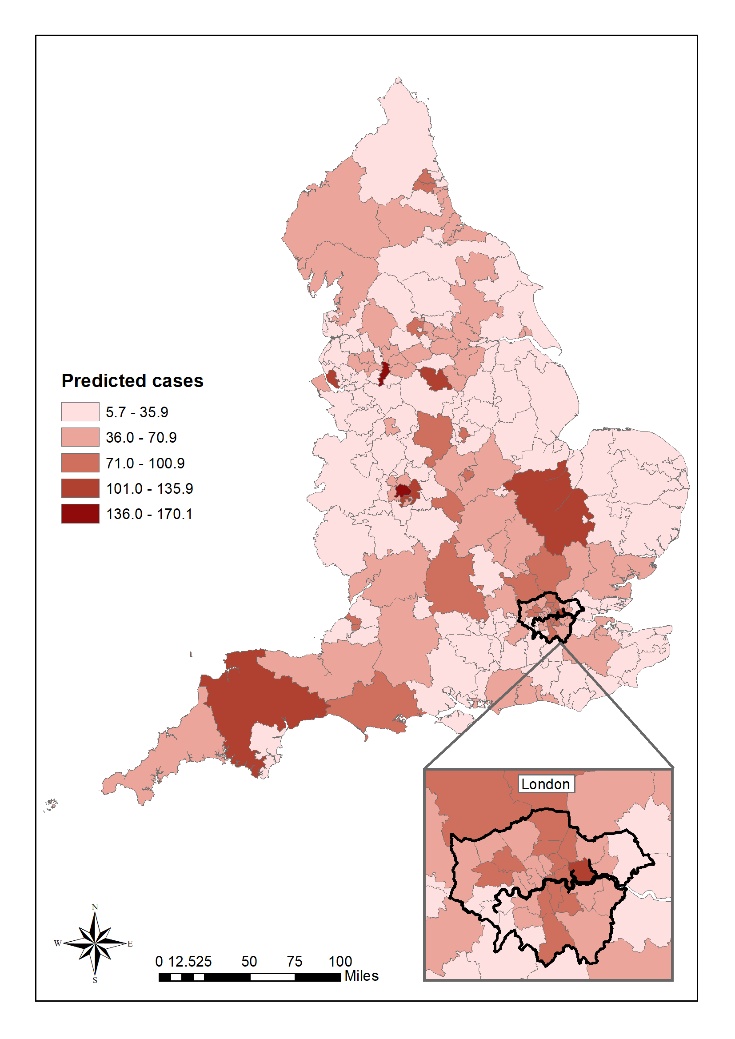 Predicted cases
5.7 - 35.9
36.0 - 70.9
71.0 - 100.9
101.0 - 135.9
136.0 - 170.1
London
N
W
E
S
0 12.525 50 75 100
Miles